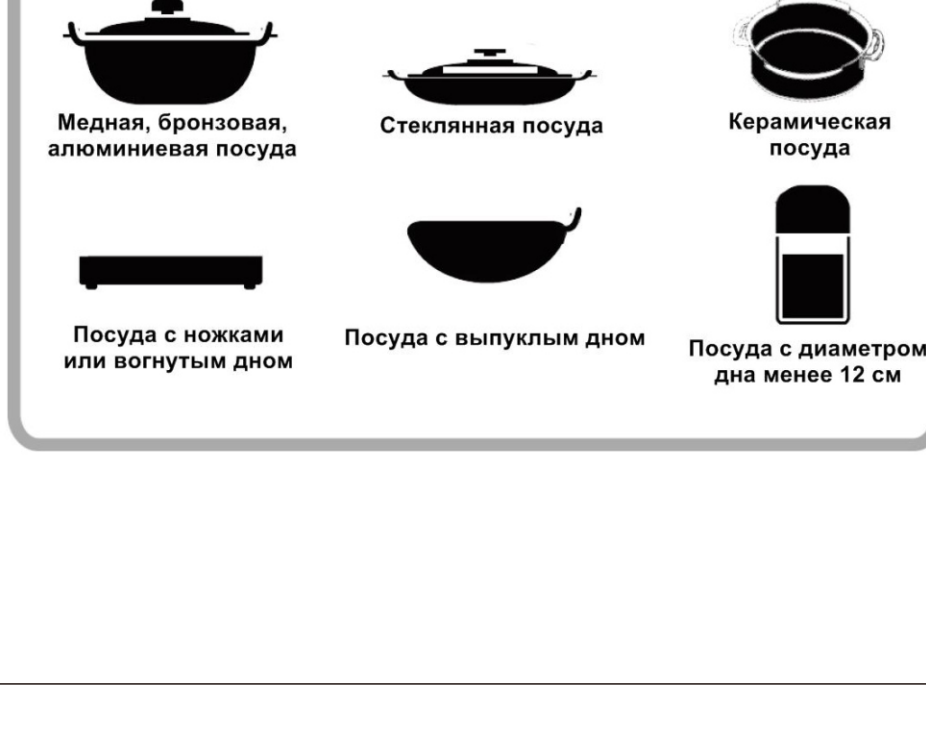 Медная, бронзовая,
алюминиевая посуда
Стеклянная посуда
Керамическая
посуда
Посуда с ножками
или вогнутым дном
Посуда с выпуклым дном
Посуда с диаметром
дна менее 12 см